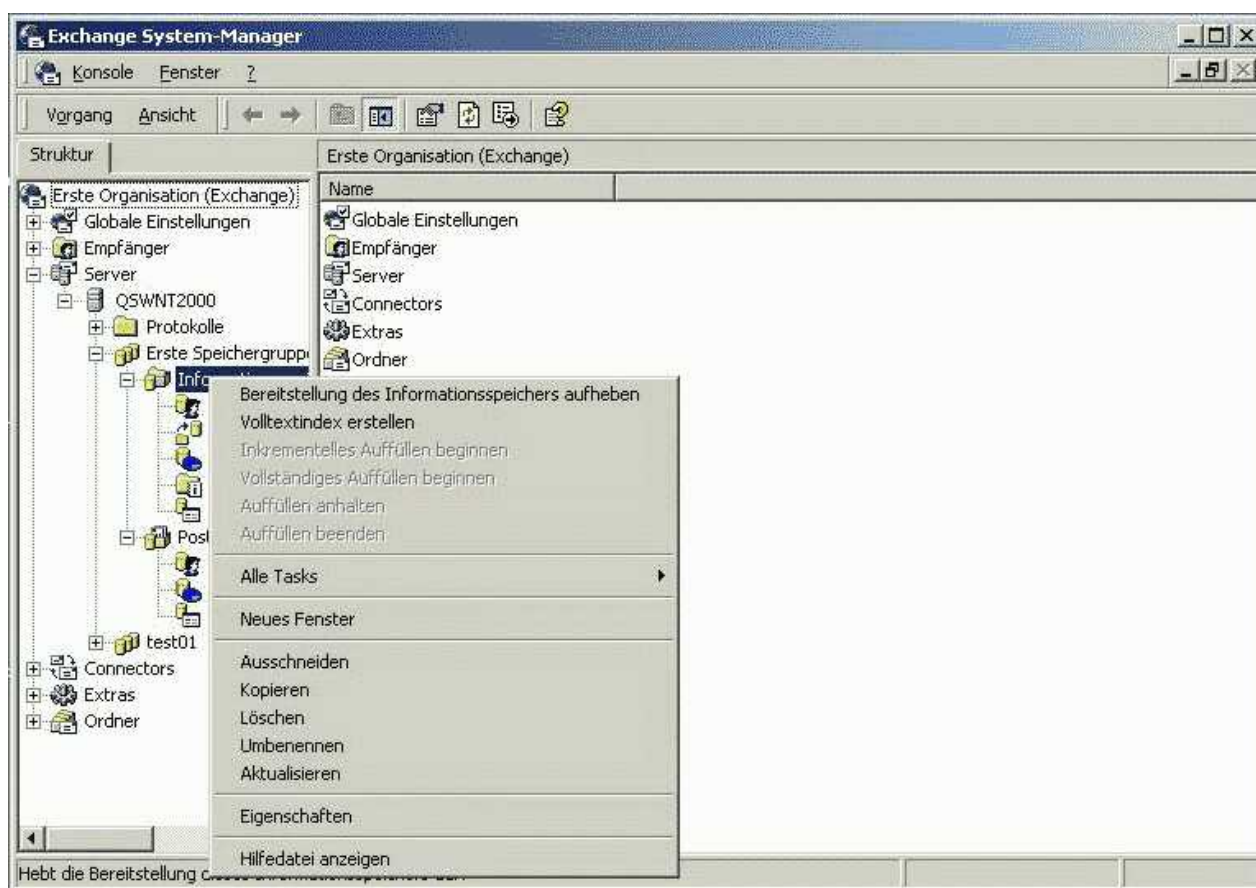 Exchange System-Manager
Konsole Fenster ?
Vorgang Ansicht
Struktur
Erste Organisation (Exchange)
Name
Erste Organisation (Exchange)
Globale Einstellungen
Empfänger
Server
QSWNT2000
Protokolle
Erste Speichergruppe
test01
Connectors
Extras
Ordner
Globale Einstellungen
Empfänger
Server
Connectors
Extras
Ordner
Bereitstellung des Informationsspeichers aufheben
Volltextindex erstellen
Inkrementelles Auffüllen beginnen
Vollständiges Auffüllen beginnen
Auffüllen anhalten
Auffüllen beenden
Alle Tasks
Neues Fenster
Ausschneiden
Kopieren
Löschen
Umbenennen
Aktualisieren
Eigenschaften
Hilfedatei anzeigen
Hebt die Bereitstellung